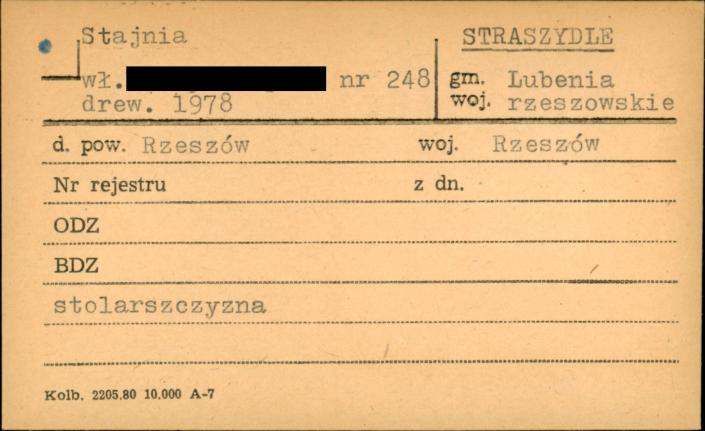 Stajnia
wł. nr 248
drew. 1978
STRASZYDLE
gm. Lubenia
woj. rzeszowskie
d. pow. Rzeszów woj. Rzeszów
Nr rejestru z dn.
ODZ
BDZ
stolarszczyzna
Kolb. 2205.80 10.000 A-7